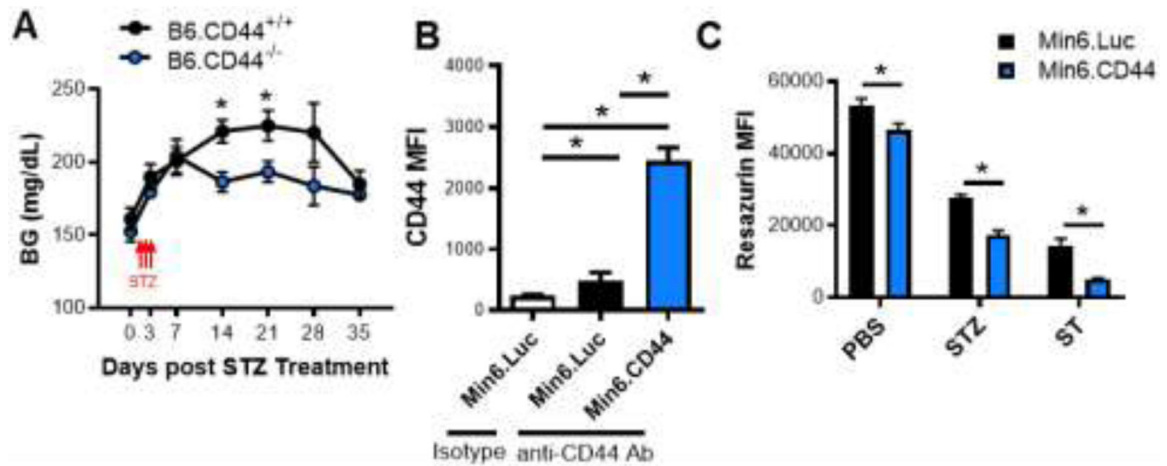 A
B6.CD44+/+
B6.CD44-/-
BG (mg/dL)
250
200
150
100
*
*
STZ
0 3 7 14 21 28 35
Days post STZ Treatment
B
CD44 MFI
4000
3000
2000
1000
0
*
*
*
Min6.Luc
Min6.Luc
Min6.CD44
Isotype anti-CD44 Ab
C
Min6.Luc
Min6.CD44
Resazurin MFI
60000
40000
20000
0
*
*
*
PBS
STZ
ST